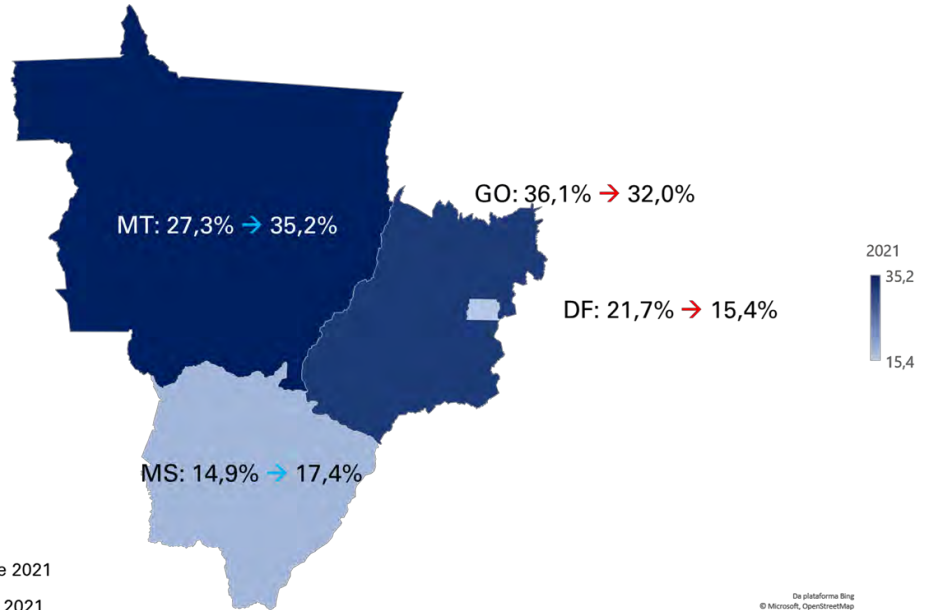 GO: 36,1% → 32,0%
MT: 27,3% → 35,2%
2021
35,2
DF: 21,7% → 15,4%
15,4
MS: 14,9% → 17,4%
e 2021
2021
Da plataforma Bing
© Microsoft, OpenStreetMap